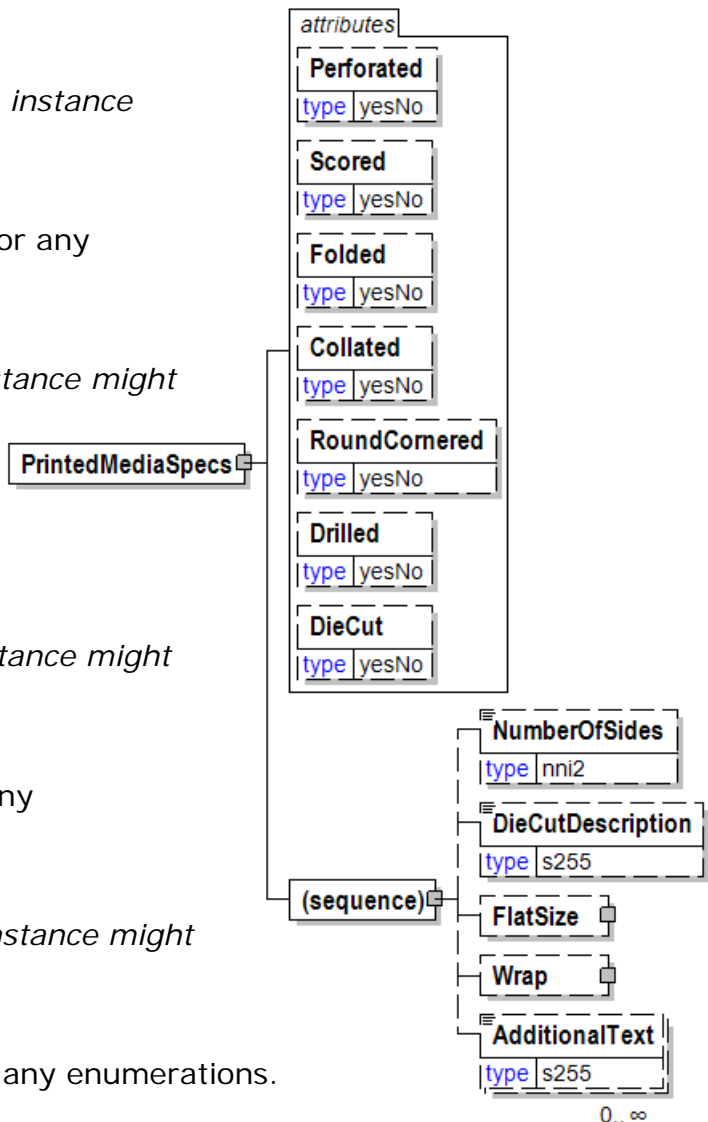 instance
or any
stance might
tance might
ny
nstance might
any enumerations.
PrintedMediaSpecs
attributes
Perforated
type yesNo
Scored
type yesNo
Folded
type yesNo
Collated
type yesNo
RoundCornered
type yesNo
Drilled
type yesNo
DieCut
type yesNo
(sequence)
NumberOfSides
type nni2
DieCutDescription
type s255
FlatSize
Wrap
AdditionalText
type s255
0..∞